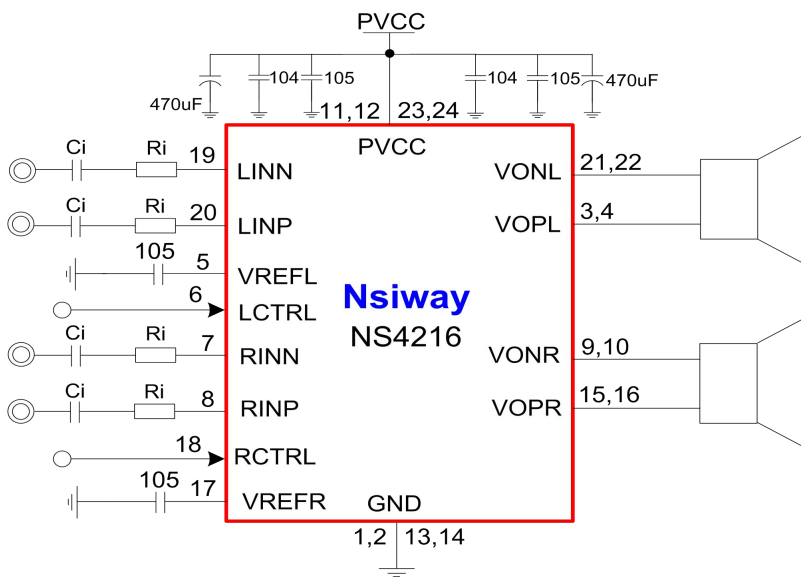 PVCC
470uF 104 105 104 105 470uF
11,12 23,24
PVCC
Ci Ri 19 LINN
VONL 21,22
Ci Ri 20 LINP
VOPL 3,4
105 5 VREFL
6 LCTRL
Nsiway
NS4216
Ci Ri 7 RINN
VONR 9,10
Ci Ri 8 RINP
VOPR 15,16
18 RCTRL
105 17 VREFR
GND
1,2 13,14